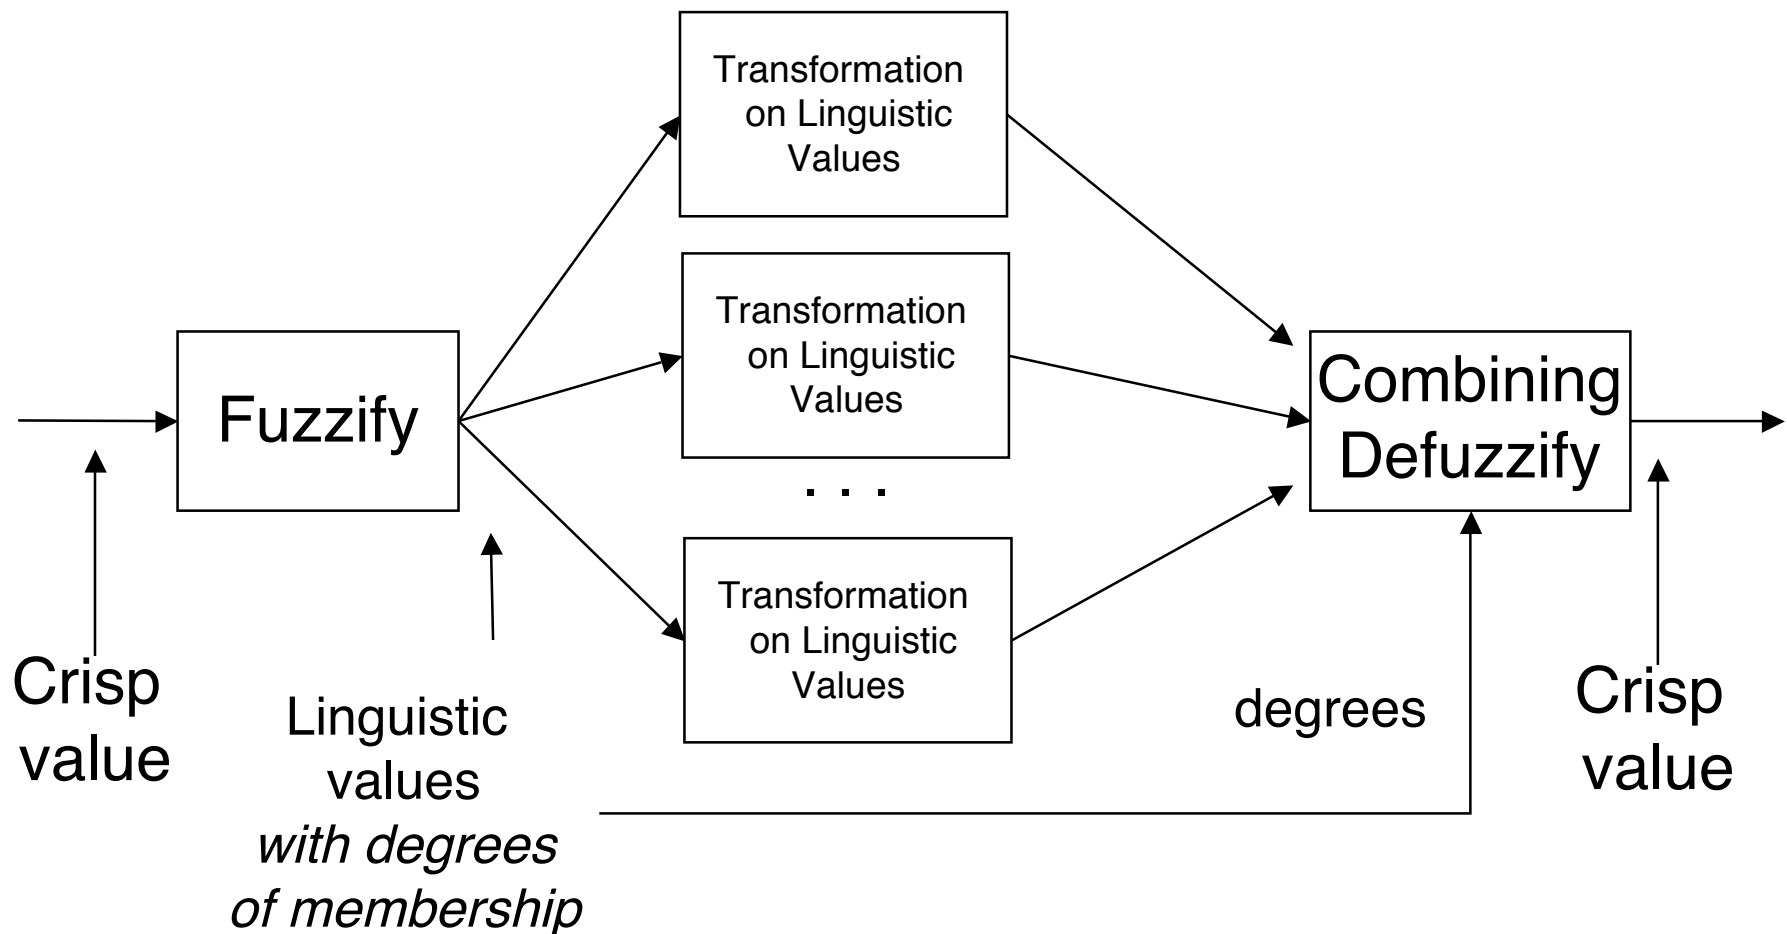 Transformation
on Linguistic
Values
Transformation
on Linguistic
Values
Fuzzify
Combining
Defuzzify
. . .
Transformation
on Linguistic
Values
Crisp
value
Linguistic
values
with degrees
of membership
degrees
Crisp
value